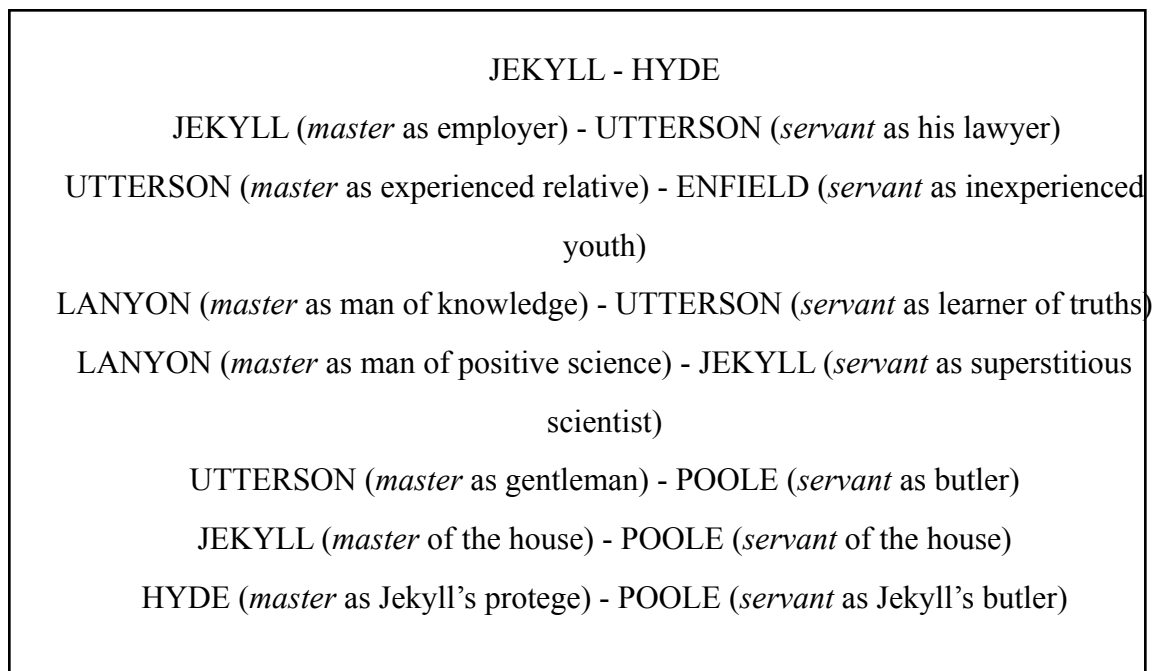 JEKYLL - HYDE
JEKYLL (master as employer) - UTTERSON (servant as his lawyer)
UTTERSON (master as experienced relative) - ENFIELD (servant as inexperienced
youth)
LANYON (master as man of knowledge) - UTTERSON (servant as learner of truths)
LANYON (master as man of positive science) - JEKYLL (servant as superstitious
scientist)
UTTERSON (master as gentleman) - POOLE (servant as butler)
JEKYLL (master of the house) - POOLE (servant of the house)
HYDE (master as Jekyll’s protege) - POOLE (servant as Jekyll’s butler)